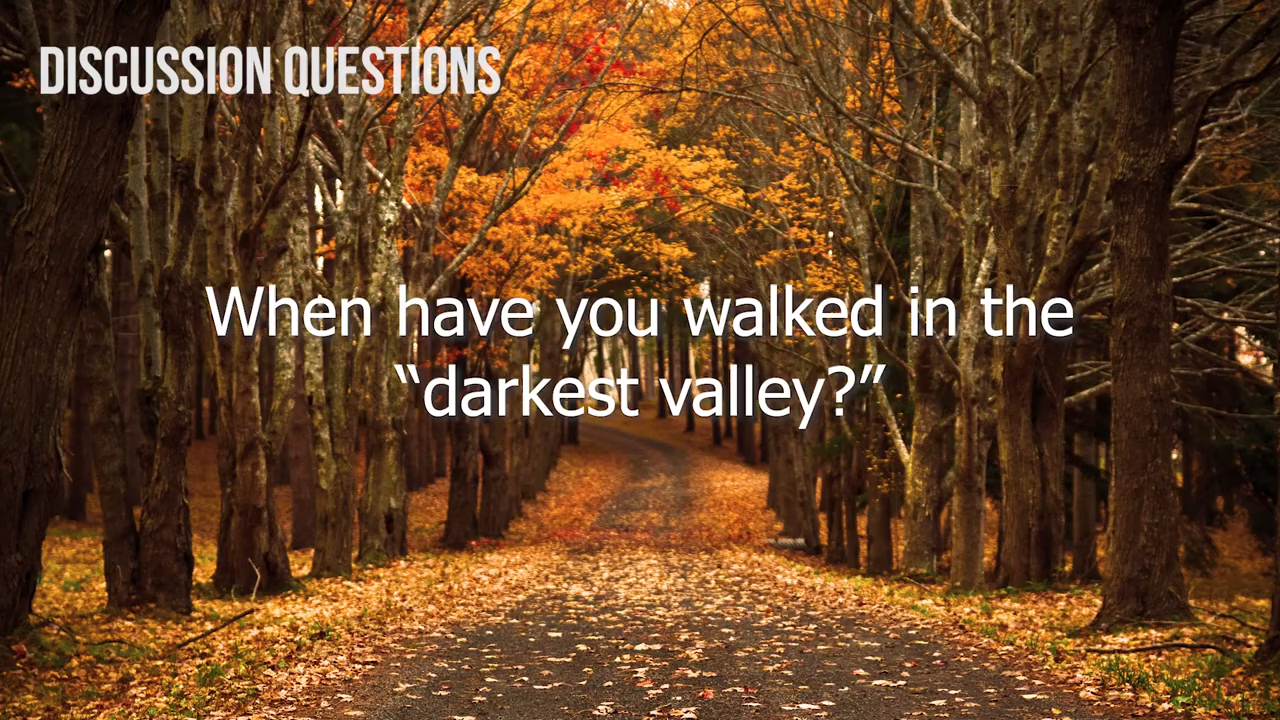 DISCUSSION QUESTIONS
When have you walked in the
“darkest valley?”